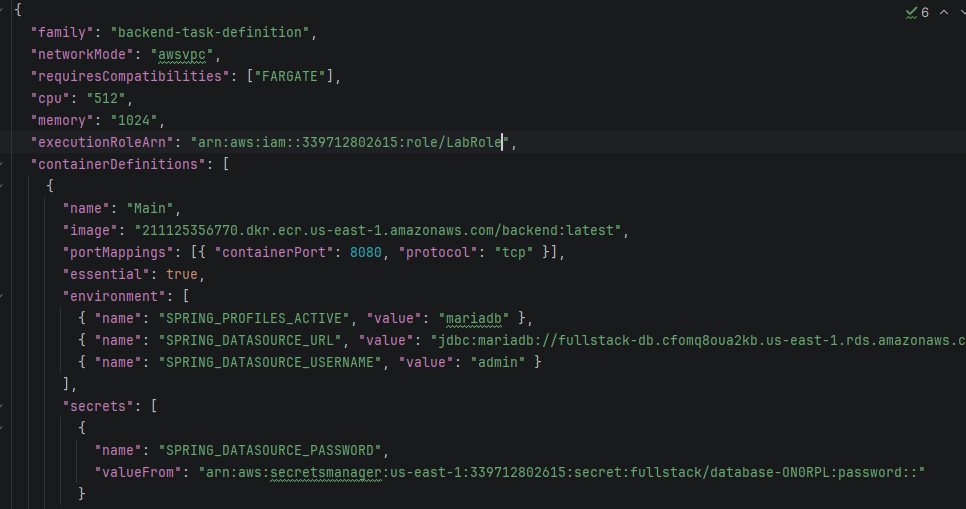 {
"family": "backend-task-definition",
6
"networkMode": "awsvpc",
"requiresCompatibilities": ["FARGATE"],
"cpu": "512",
"memory": "1024",
"executionRoleArn": "arn:aws:iam::339712802615:role/LabRole",
"containerDefinitions": [
{
"name": "Main",
"image": "211125356770.dkr.ecr.us-east-1.amazonaws.com/backend:latest",
"portMappings": [{ "containerPort": 8080, "protocol": "tcp" }],
"essential": true,
"environment": [
{ "name": "SPRING_PROFILES_ACTIVE", "value": "mariadb" },
{ "name": "SPRING_DATASOURCE_URL", "value": "jdbc:mariadb://fullstack-db.cfomq8oua2kb.us-east-1.rds.amazonaws.c
{ "name": "SPRING_DATASOURCE_USERNAME", "value": "admin" }
],
"secrets": [
{
"name": "SPRING_DATASOURCE_PASSWORD",
"valueFrom": "arn:aws:secretsmanager:us-east-1:339712802615:secret:fullstack/database-ON0RPL:password::"
}